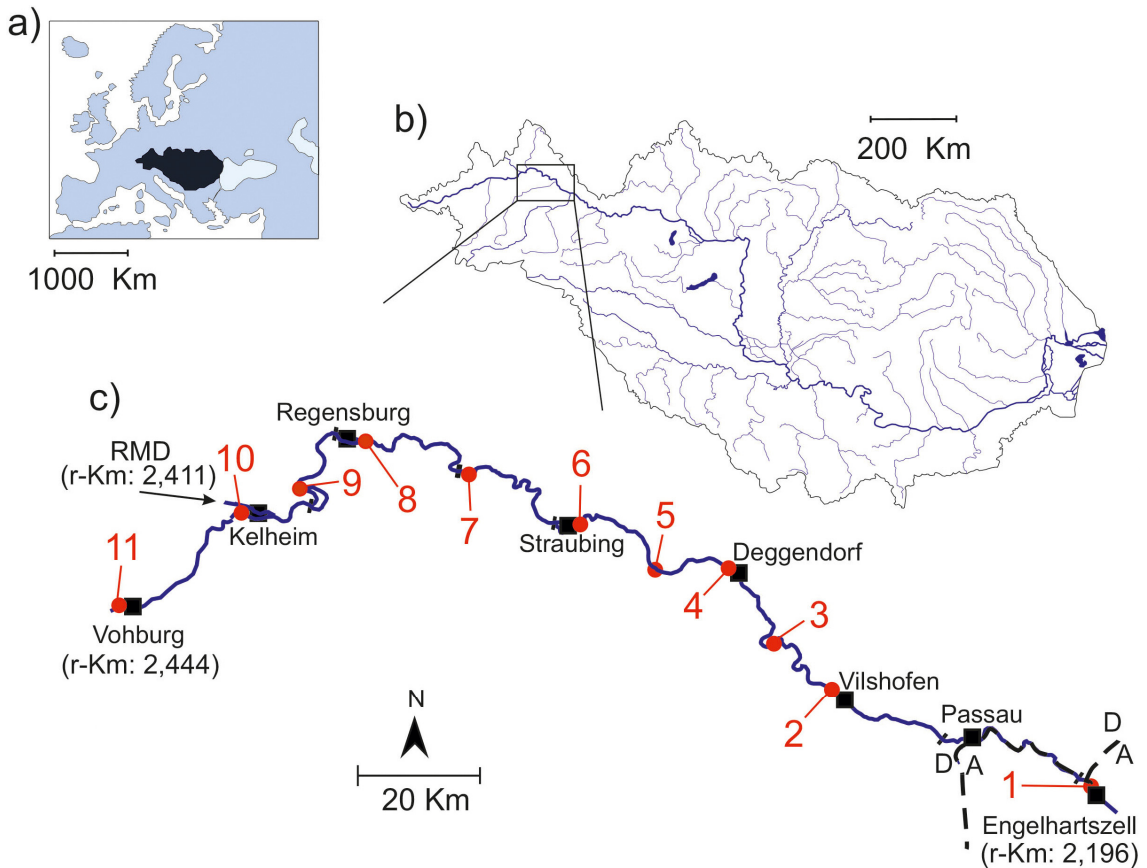 a)
1000 Km
b)
200 Km
c)
Regensburg
RMD
(r-Km: 2,411)
10
9
8
7
6
Kelheim
Straubing
5
Deggendorf
11
4
3
Vohburg
(r-Km: 2,444)
N
20 Km
Vilshofen
2
Passau
D
A
D
A
1
Engelhartszell
(r-Km: 2,196)